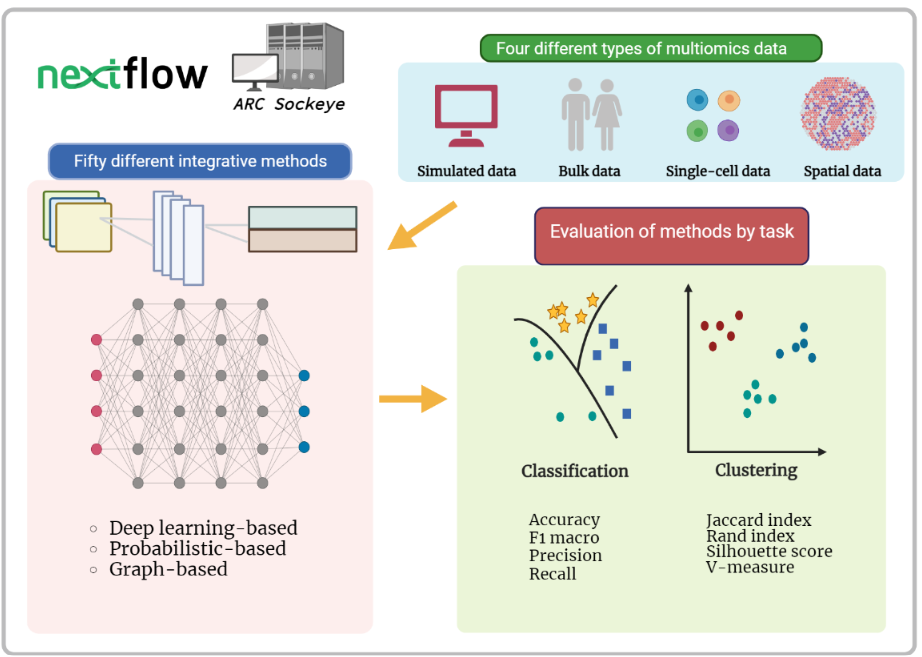 nextflow
ARC Sockeye
Four different types of multiomics data
Simulated data
Bulk data
Single-cell data
Spatial data
Fifty different integrative methods
Deep learning-based
Probabilistic-based
Graph-based
Evaluation of methods by task
Classification
Accuracy
F1 macro
Precision
Recall
Clustering
Jaccard index
Rand index
Silhouette score
V-measure